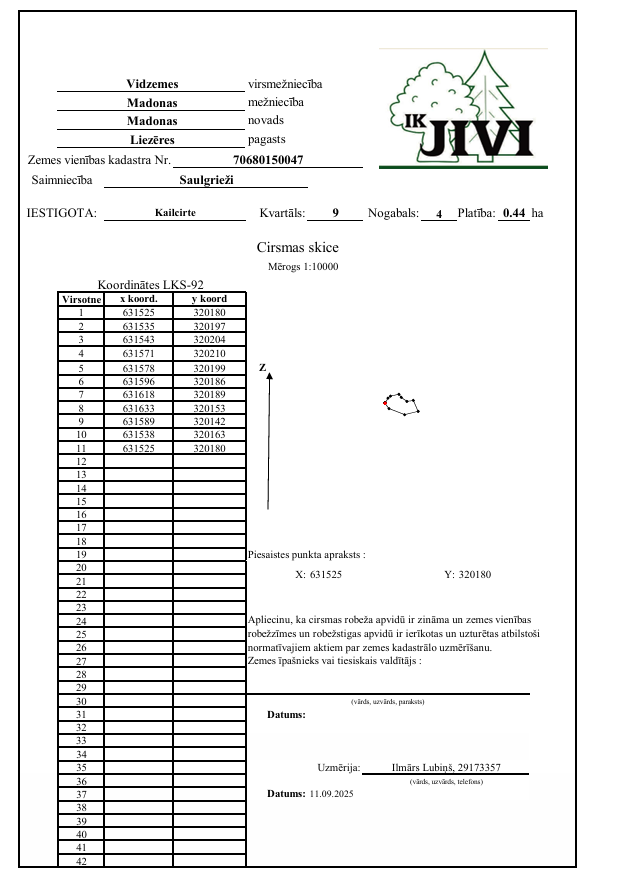 Vidzemes virsmežniecība
Madonas mežniecība
Madonas novads
Liezēres pagasts
IK JIVI
Zemes vienības kadastra Nr. 70680150047
Saimniecība Saulgrieži
IESTIGOTA: Kailcirte Kvartāls: 9 Nogabals: 4 Platība: 0.44 ha
Cirsmas skice
Mērogs 1:10000
Koordinātes LKS-92
Virsotne x koord. y koord
1 631525 320180
2 631535 320197
3 631543 320204
4 631571 320210
5 631578 320199
6 631596 320186
7 631618 320189
8 631633 320153
9 631589 320142
10 631538 320163
11 631525 320180
12
13
14
15
16
17
18
19
20
21
22
23
24
25
26
27
28
29
30
31
32
33
34
35
36
37
38
39
40
41
42
Z
Piesaistes punkta apraksts :
X: 631525 Y: 320180
Apliecinu, ka cirsmas robeža apvidū ir zināma un zemes vienības
robežzīmes un robežstigas apvidū ir ierīkotas un uzturētas atbilstoši
normatīvajiem aktiem par zemes kadastrālo uzmērīšanu.
Zemes īpašnieks vai tiesiskais valdītājs :
(vārds, uzvārds, paraksts)
Datums:
Uzmērija: Ilmārs Lubiņš, 29173357
(vārds, uzvārds, telefons)
Datums: 11.09.2025